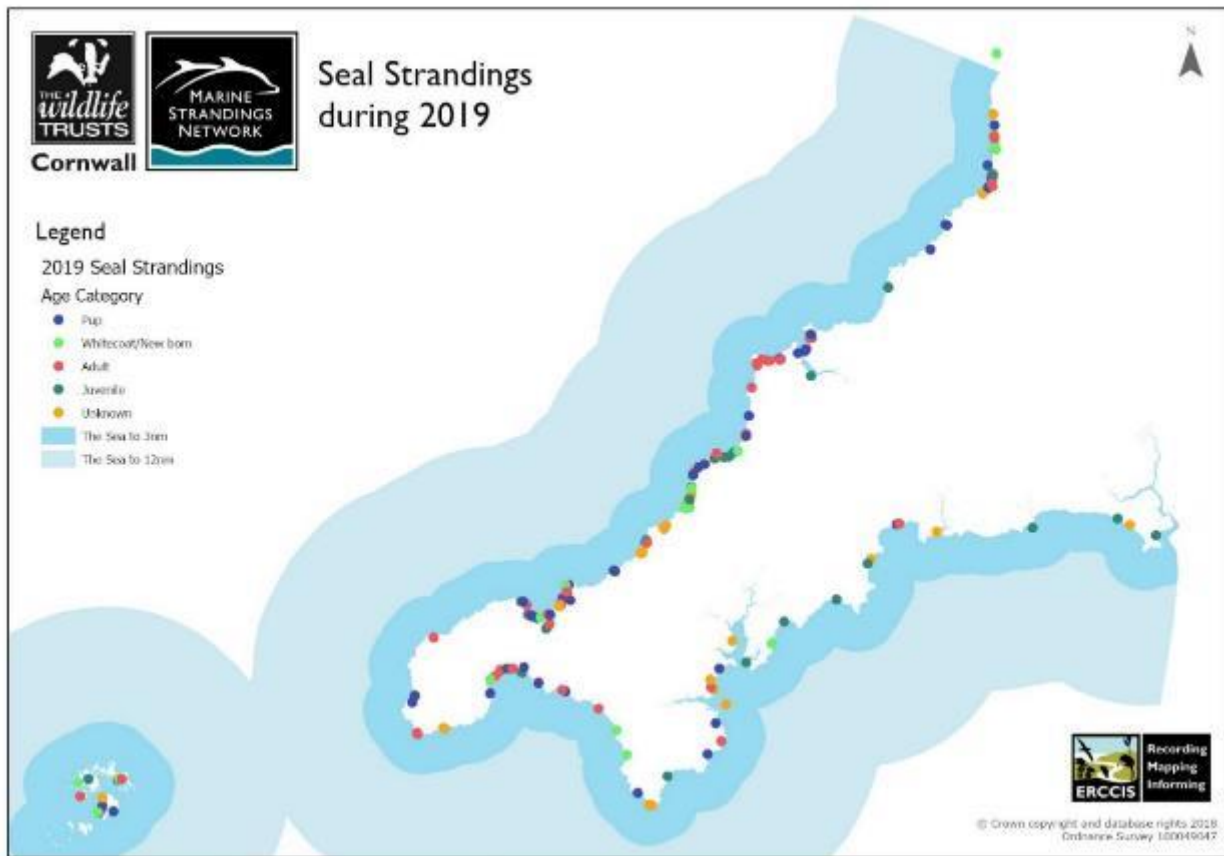 THE
wildlife
TRUSTS
Cornwall
MARINE
STRANDINGS
NETWORK
Seal Strandings
during 2019
N
Legend
2019 Seal Strandings
Age Category
Pup
Whitecoat/New born
Adult
Juvenile
Unknown
The Sea to 3nm
The Sea to 12nm
ERCCIS
Recording
Mapping
Informing
© Crown copyright and database rights 2018
Ordnance Survey 100049047